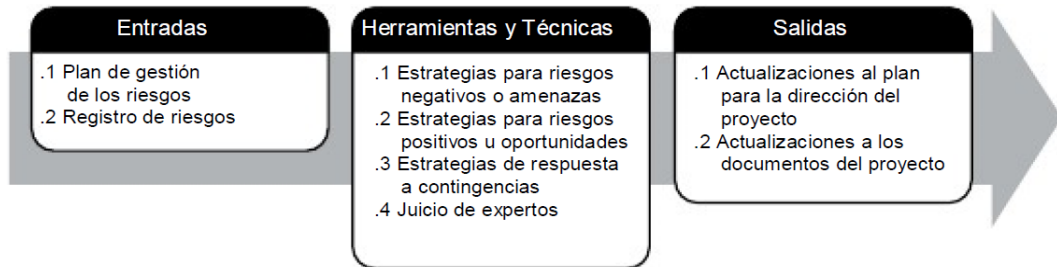 Entradas
.1 Plan de gestión
de los riesgos
.2 Registro de riesgos
Herramientas y Técnicas
.1 Estrategias para riesgos
negativos o amenazas
.2 Estrategias para riesgos
positivos u oportunidades
.3 Estrategias de respuesta
a contingencias
.4 Juicio de expertos
Salidas
.1 Actualizaciones al plan
para la dirección del
proyecto
.2 Actualizaciones a los
documentos del proyecto